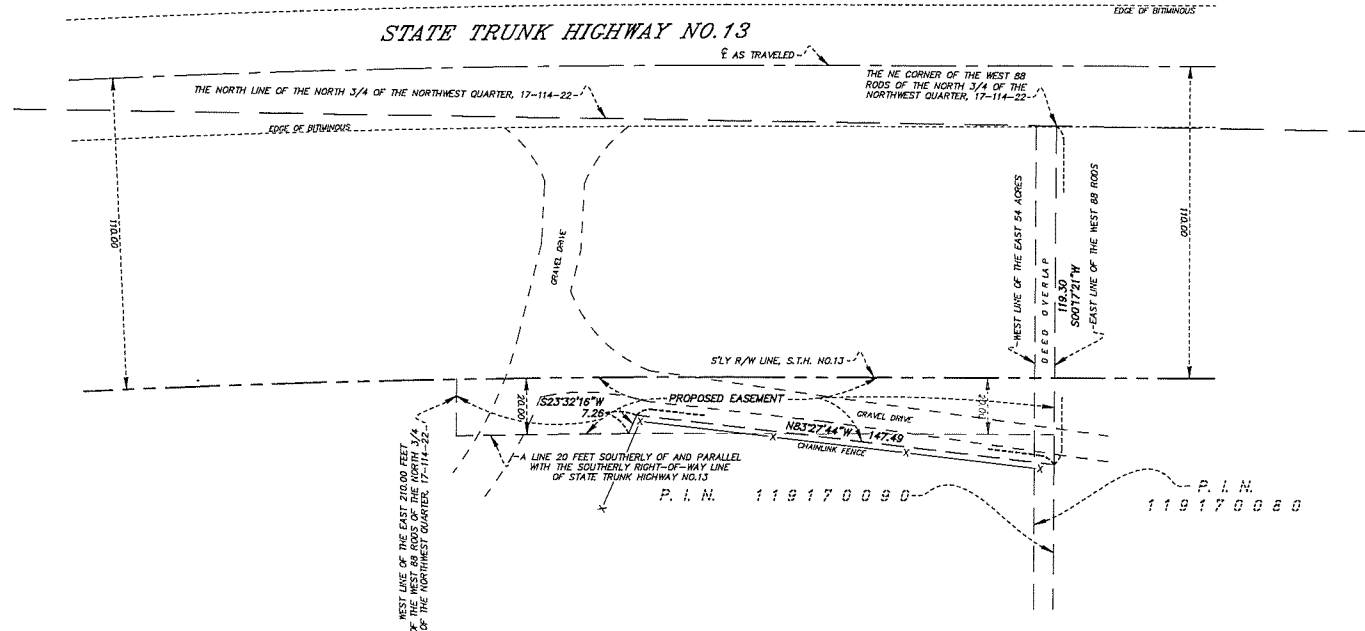 EDGE OF BITIMINOUS
STATE TRUNK HIGHWAY NO.13
℄ AS TRAVELED
THE NE CORNER OF THE WEST 88
RODS OF THE NORTH 3/4 OF THE
NORTHWEST QUARTER, 17-114-22
THE NORTH LINE OF THE NORTH 3/4 OF THE NORTHWEST QUARTER, 17-114-22
EDGE OF BITIMINOUS
110.00
GRAVEL DRIVE
WEST LINE OF THE EAST 54 ACRES
DEED OVERLAP
119.30
S00°17'21"W
EAST LINE OF THE WEST 88 RODS
110.00
S'LY R/W LINE, S.T.H. NO.13
20.00
S23°32'16"W
7.26
PROPOSED EASEMENT
GRAVEL DRIVE
20.00
N83°27'44"W 147.49
CHAINLINK FENCE
A LINE 20 FEET SOUTHERLY OF AND PARALLEL
WITH THE SOUTHERLY RIGHT-OF-WAY LINE
OF STATE TRUNK HIGHWAY NO.13
WEST LINE OF THE EAST 210.00 FEET
OF THE WEST 88 RODS OF THE NORTH 3/4
OF THE NORTHWEST QUARTER, 17-114-22
P.I.N. 119170090
P.I.N.
119170080